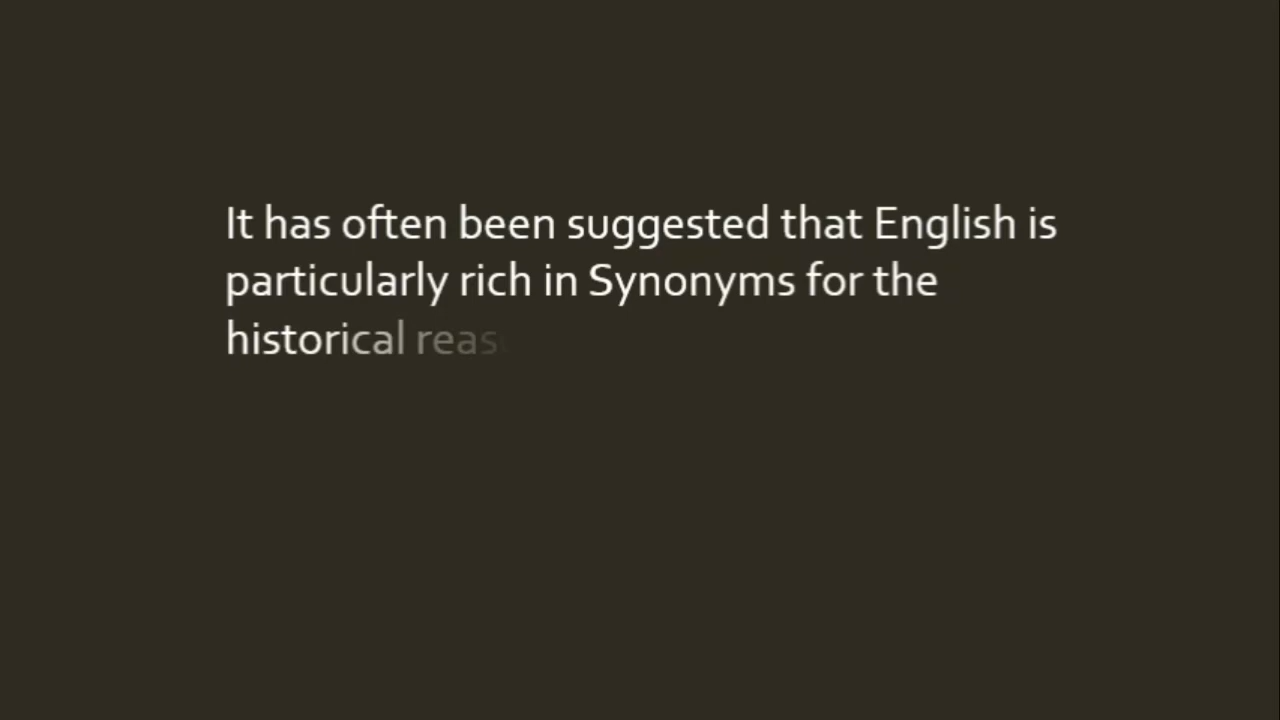 It has often been suggested that English is
particularly rich in Synonyms for the
historical